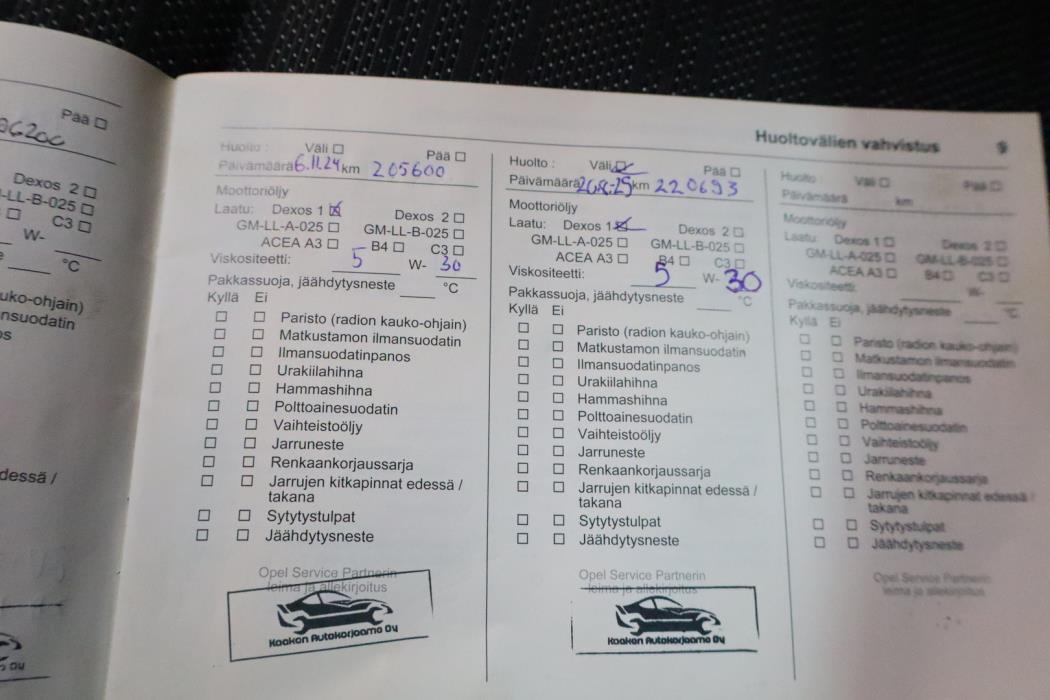 Pää ☐
Dexos 2 ☐
-LL-B-025 ☐
☐ C3 ☐
W-
°C
uko-ohjain)
nsuodatin
os
edessä /
Huoltovälien vahvistus 9
Huolto : Väli ☐ Pää ☐
Päivämäärä 6.11.24 km 205600
Moottoriöljy
Laatu: Dexos 1 ☒ Dexos 2 ☐
GM-LL-A-025 ☐ GM-LL-B-025 ☐
ACEA A3 ☐ B4 ☐ C3 ☐
Viskositeetti: 5 W- 30
Pakkassuoja, jäähdytysneste °C
Kyllä Ei
☐ ☐ Paristo (radion kauko-ohjain)
☐ ☐ Matkustamon ilmansuodatin
☐ ☐ Ilmansuodatinpanos
☐ ☐ Urakiilahihna
☐ ☐ Hammashihna
☐ ☐ Polttoainesuodatin
☐ ☐ Vaihteistoöljy
☐ ☐ Jarruneste
☐ ☐ Renkaankorjaussarja
☐ ☐ Jarrujen kitkapinnat edessä /
takana
☐ ☐ Sytytystulpat
☐ ☐ Jäähdytysneste
Opel Service Partnerin
leima ja allekirjoitus
Kaakon Autokorjaamo Oy
Huolto : Väli ☒ Pää ☐
Päivämäärä km 220693
Moottoriöljy
Laatu: Dexos 1 ☒ Dexos 2 ☐
GM-LL-A-025 ☐ GM-LL-B-025 ☐
ACEA A3 ☐ B4 ☐ C3 ☐
Viskositeetti: 5 W- 30
Pakkassuoja, jäähdytysneste °C
Kyllä Ei
☐ ☐ Paristo (radion kauko-ohjain)
☐ ☐ Matkustamon ilmansuodatin
☐ ☐ Ilmansuodatinpanos
☐ ☐ Urakiilahihna
☐ ☐ Hammashihna
☐ ☐ Polttoainesuodatin
☐ ☐ Vaihteistoöljy
☐ ☐ Jarruneste
☐ ☐ Renkaankorjaussarja
☐ ☐ Jarrujen kitkapinnat edessä /
takana
☐ ☐ Sytytystulpat
☐ ☐ Jäähdytysneste
Opel Service Partnerin
leima ja allekirjoitus
Kaakon Autokorjaamo Oy
Huolto : Väli ☐ Pää ☐
Päivämäärä km
Moottoriöljy
Laatu: Dexos 1 ☐ Dexos 2 ☐
GM-LL-A-025 ☐ GM-LL-B-025 ☐
ACEA A3 ☐ B4 ☐ C3 ☐
Viskositeetti: W-
Pakkassuoja, jäähdytysneste °C
Kyllä Ei
☐ ☐ Paristo (radion kauko-ohjain)
☐ ☐ Matkustamon ilmansuodatin
☐ ☐ Ilmansuodatinpanos
☐ ☐ Urakiilahihna
☐ ☐ Hammashihna
☐ ☐ Polttoainesuodatin
☐ ☐ Vaihteistoöljy
☐ ☐ Jarruneste
☐ ☐ Renkaankorjaussarja
☐ ☐ Jarrujen kitkapinnat edessä /
takana
☐ ☐ Sytytystulpat
☐ ☐ Jäähdytysneste
Opel Service Partnerin
leima ja allekirjoitus